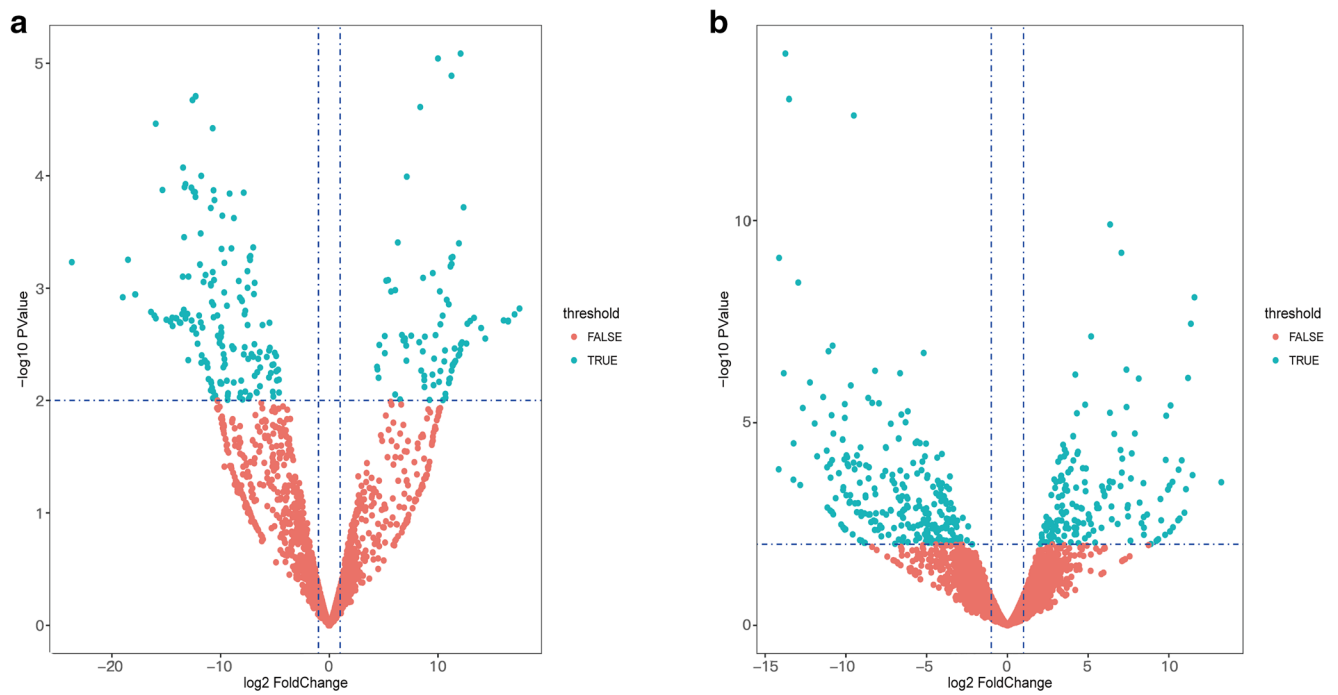 a
5
4
3
2
1
0
−log10 PValue
−20
−10
0
10
log2 FoldChange
threshold
FALSE
TRUE
b
10
5
0
−log10 PValue
−15
−10
−5
0
5
10
log2 FoldChange
threshold
FALSE
TRUE